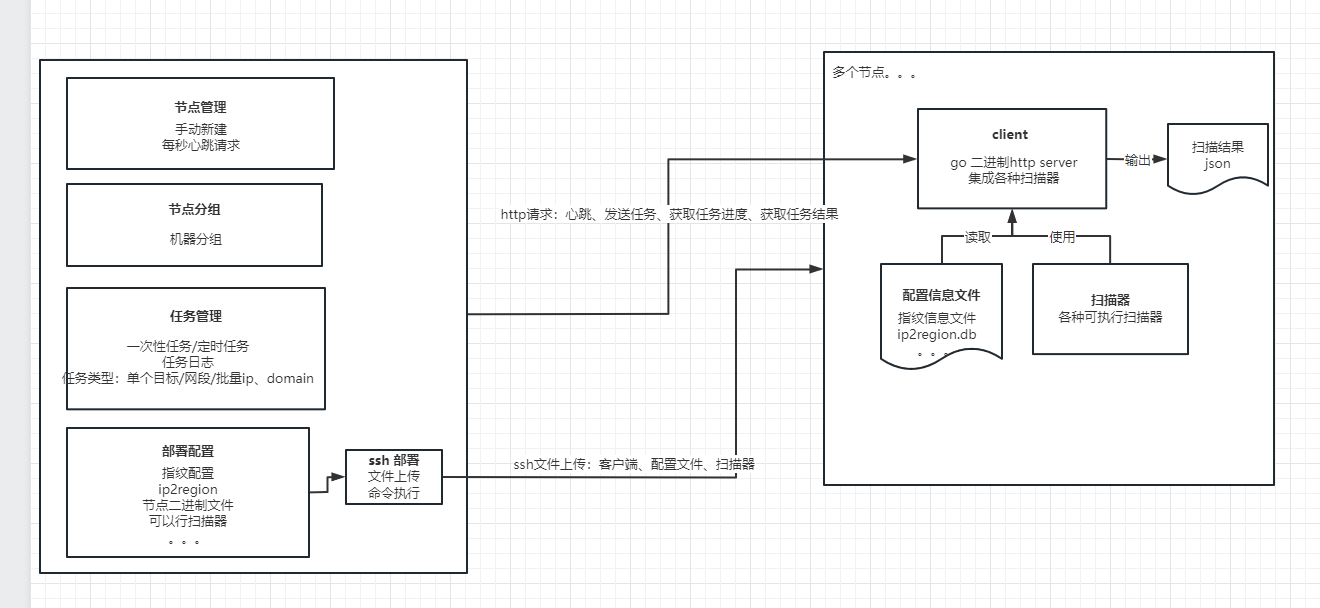 节点管理
手动新建
每秒心跳请求
节点分组
机器分组
任务管理
一次性任务/定时任务
任务日志
任务类型：单个目标/网段/批量ip、domain
部署配置
指纹配置
ip2region
节点二进制文件
可以行扫描器
。。。
ssh 部署
文件上传
命令执行
http请求：心跳、发送任务、获取任务进度、获取任务结果
ssh文件上传：客户端、配置文件、扫描器
多个节点。。。
client
go 二进制http server
集成各种扫描器
输出
扫描结果
json
读取
使用
配置信息文件
指纹信息文件
ip2region.db
。。。
扫描器
各种可执行扫描器